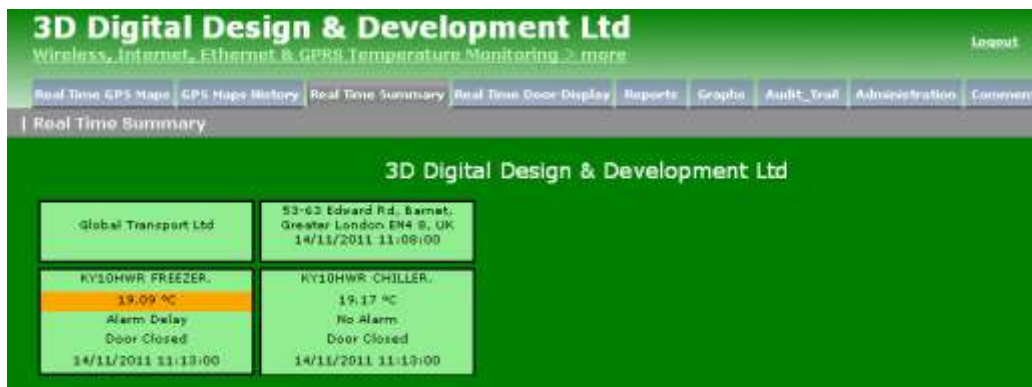 3D Digital Design & Development Ltd
Wireless, Internet, Ethernet & GPRS Temperature Monitoring > more
Logout
Real Time GPS Maps GPS Maps History Real Time Summary Real Time Door Display Reports Graphs Audit_Trail Administration Commen
| Real Time Summary
3D Digital Design & Development Ltd
Global Transport Ltd
53-63 Edward Rd, Barnet,
Greater London EN4 8, UK
14/11/2011 11:08:00
KY10HWR FREEZER.
19.09 ºC
Alarm Delay
Door Closed
14/11/2011 11:13:00
KY10HWR CHILLER.
19.17 ºC
No Alarm
Door Closed
14/11/2011 11:13:00